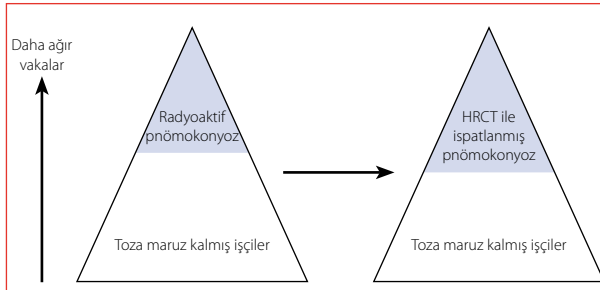 Daha ağır
vakalar
Radyoaktif
pnömokonyoz
Toza maruz kalmış işçiler
HRCT ile
ispatlanmış
pnömokonyoz
Toza maruz kalmış işçiler